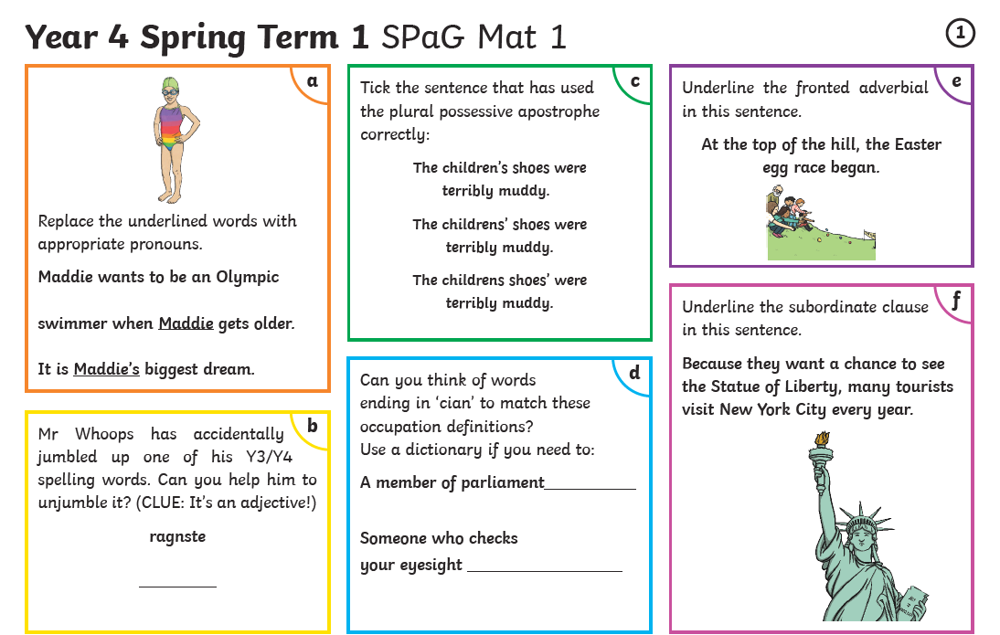 Year 4 Spring Term 1 SPaG Mat 1
1
a
Replace the underlined words with
appropriate pronouns.
Maddie wants to be an Olympic
swimmer when Maddie gets older.
It is Maddie's biggest dream.
b
Mr Whoops has accidentally
jumbled up one of his Y3/Y4
spelling words. Can you help him to
unjumble it? (CLUE: It's an adjective!)
ragnste
c
Tick the sentence that has used
the plural possessive apostrophe
correctly:
The children's shoes were
terribly muddy.
The childrens' shoes were
terribly muddy.
The childrens shoes' were
terribly muddy.
d
Can you think of words
ending in 'cian' to match these
occupation definitions?
Use a dictionary if you need to:
A member of parliament
Someone who checks
your eyesight
e
Underline the fronted adverbial
in this sentence.
At the top of the hill, the Easter
egg race began.
f
Underline the subordinate clause
in this sentence.
Because they want a chance to see
the Statue of Liberty, many tourists
visit New York City every year.